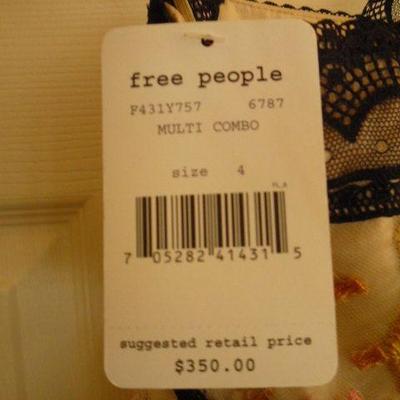 free people
F431Y757 6787
MULTI COMBO
size 4
7 05282 41431 5
suggested retail price
$350.00